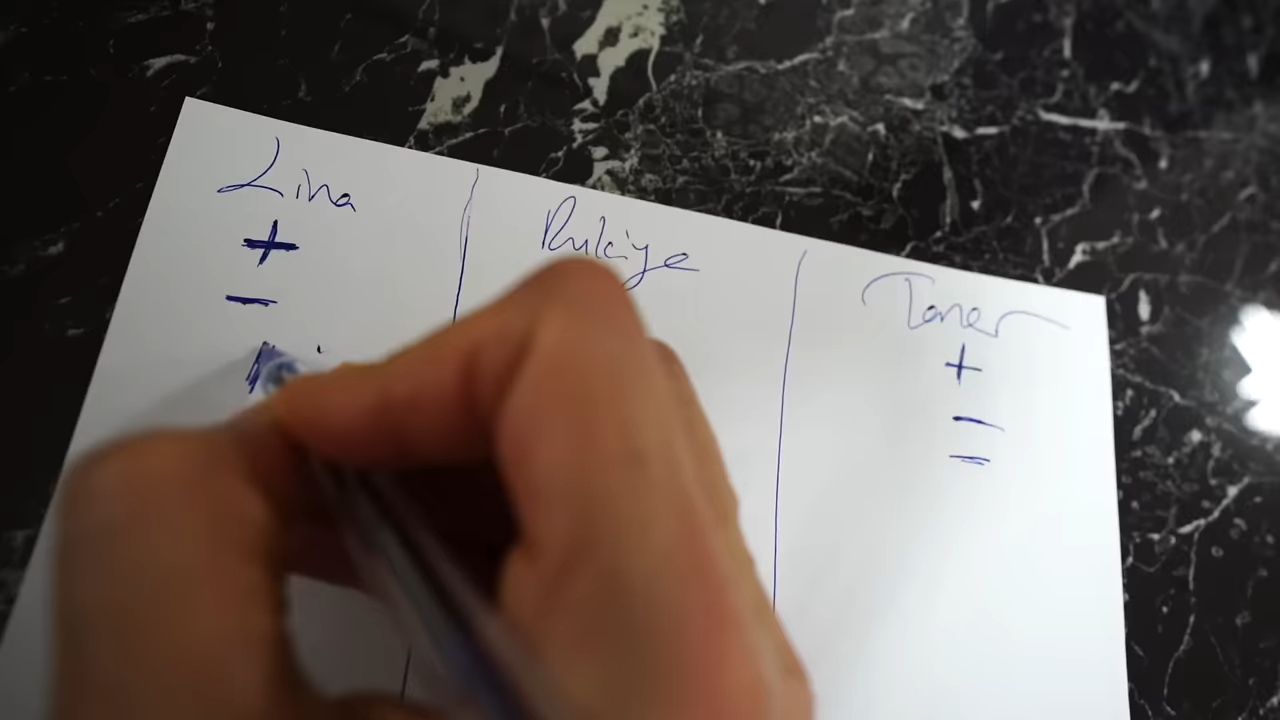 Lina
+
-
Rukiye
Taner
+
-
=